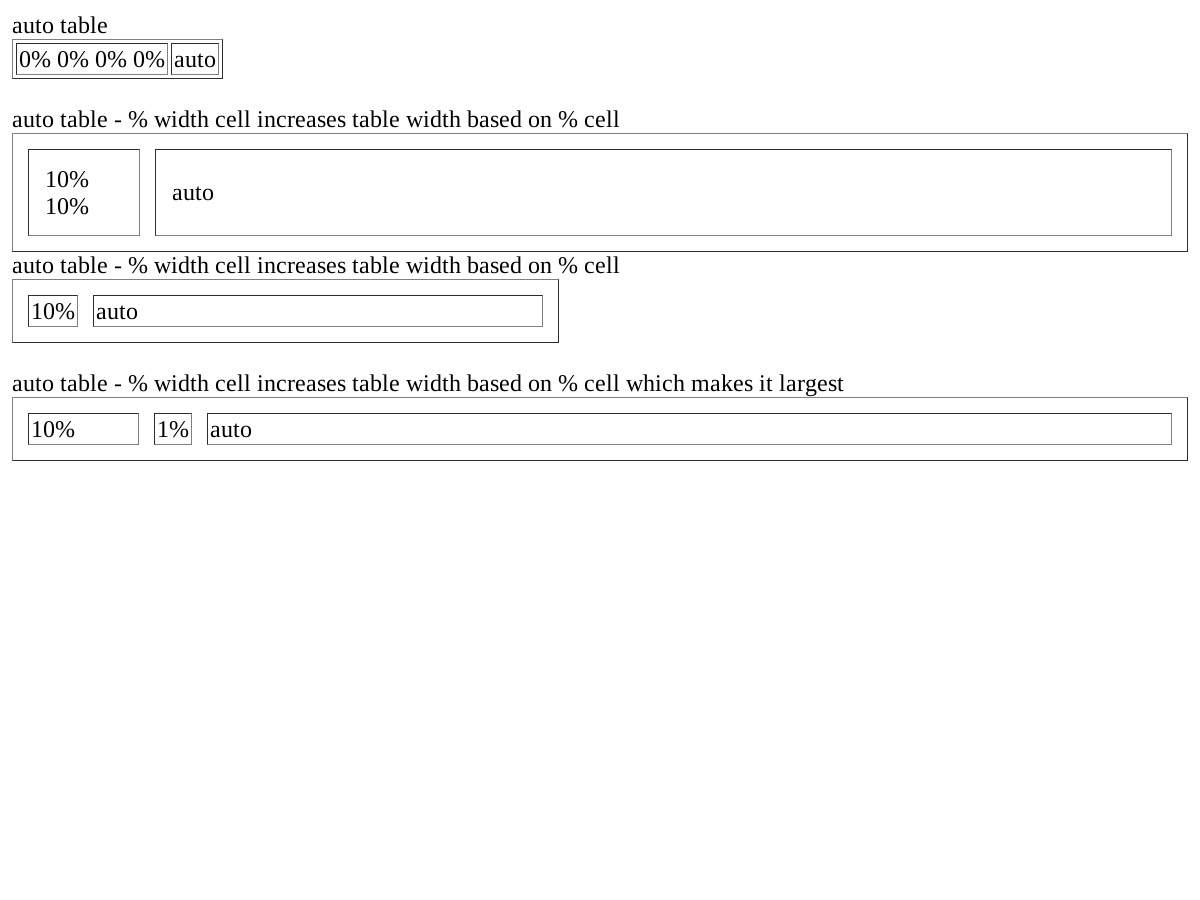 auto table
0% 0% 0% 0% auto
auto table - % width cell increases table width based on % cell
10%
10%
auto
auto table - % width cell increases table width based on % cell
10% auto
auto table - % width cell increases table width based on % cell which makes it largest
10% 1% auto